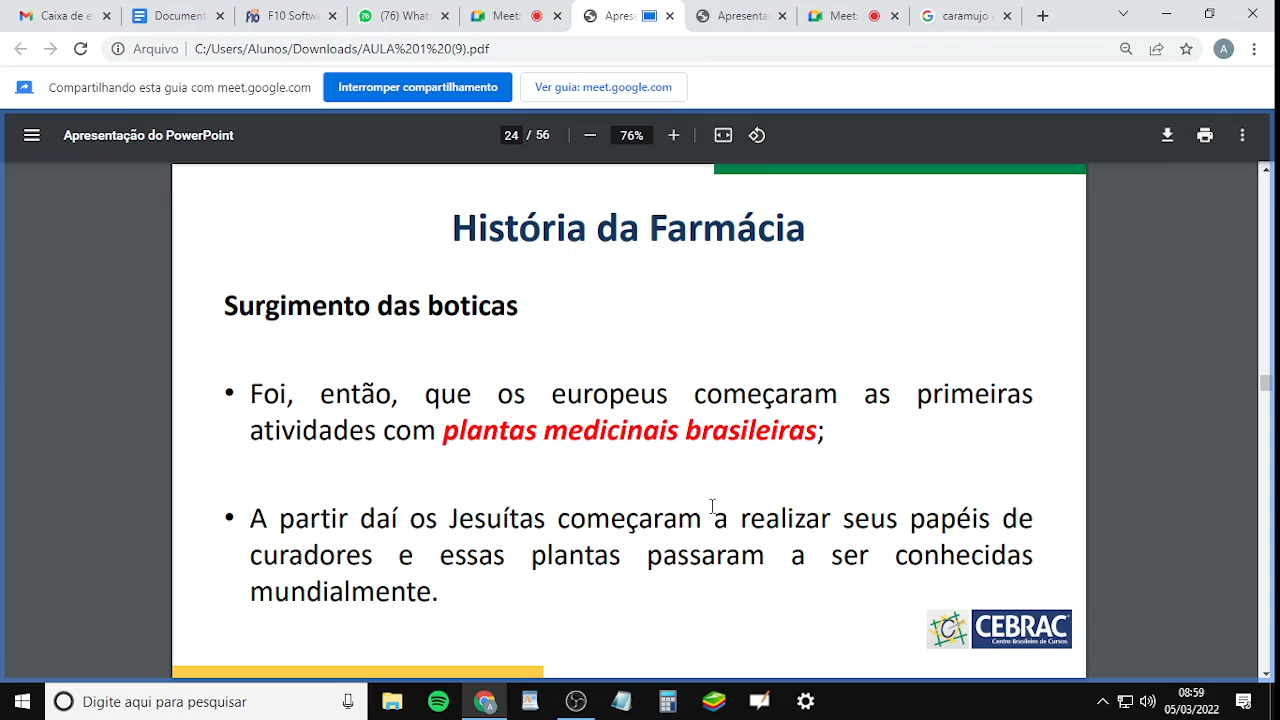 Caixa de e
Document
F10 Softwa
(76) Whats
Meet:
Apres
Apresenta
Meet:
caramujo
Arquivo C:/Users/Alunos/Downloads/AULA%201%20(9).pdf
A
Compartilhando esta guia com meet.google.com
Interromper compartilhamento
Ver guia: meet.google.com
Apresentação do PowerPoint
24 / 56
76%
História da Farmácia
Surgimento das boticas
• Foi, então, que os europeus começaram as primeiras
atividades com plantas medicinais brasileiras;
• A partir daí os Jesuítas começaram a realizar seus papéis de
curadores e essas plantas passaram a ser conhecidas
mundialmente.
CEBRAC
Centro Brasileiro de Cursos
Digite aqui para pesquisar
08:59
05/03/2022